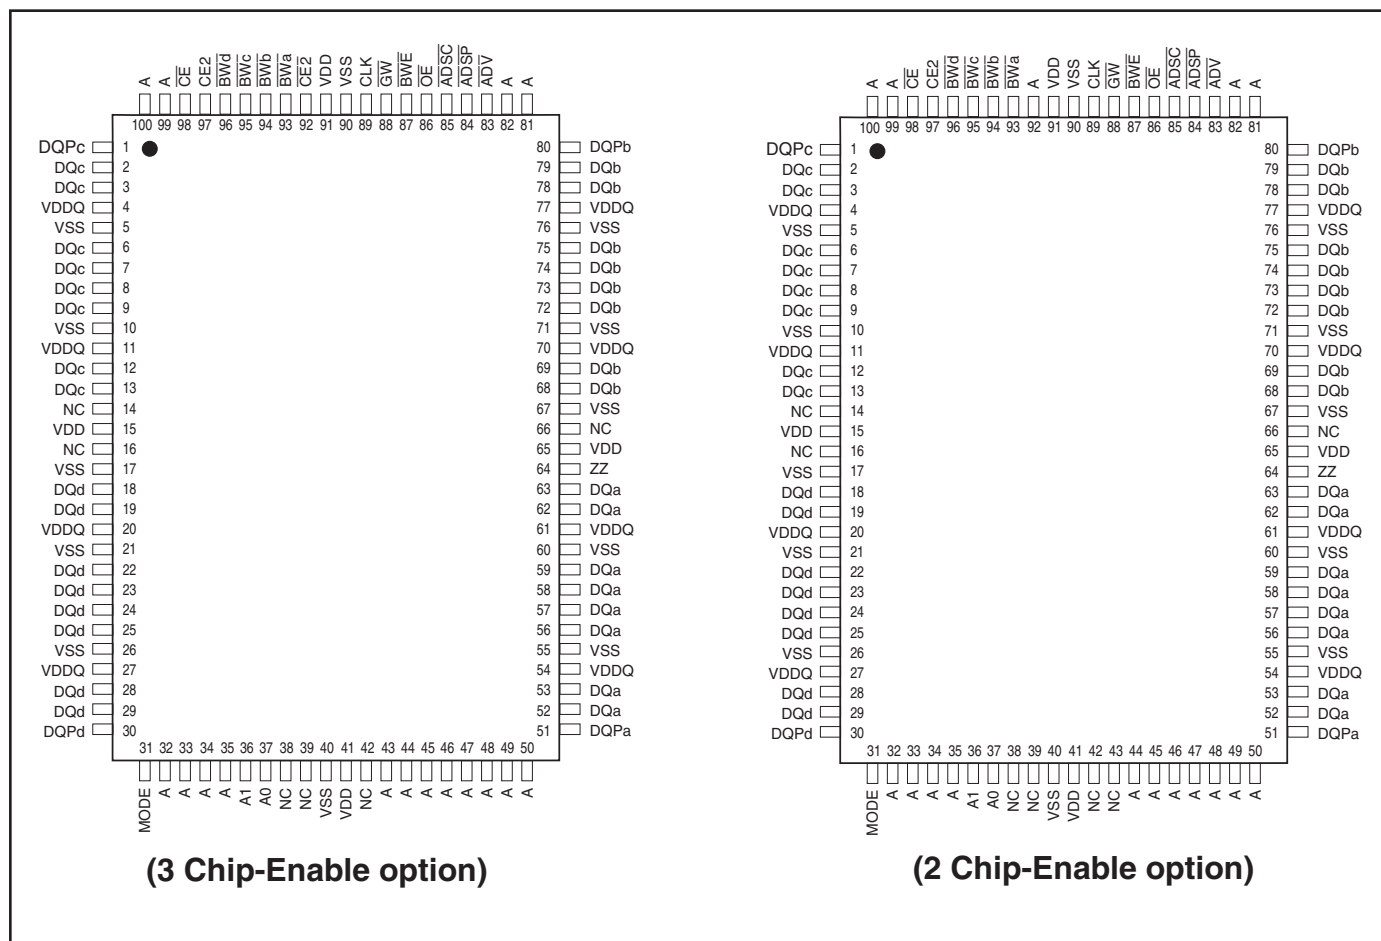 A A CE CE2 BWd BWc BWb BWa CE2 VDD VSS CLK GW BWE OE ADSC ADSP ADV A A
100 99 98 97 96 95 94 93 92 91 90 89 88 87 86 85 84 83 82 81
DQPc 1 80 DQPb
DQc 2 79 DQb
DQc 3 78 DQb
VDDQ 4 77 VDDQ
VSS 5 76 VSS
DQc 6 75 DQb
DQc 7 74 DQb
DQc 8 73 DQb
DQc 9 72 DQb
VSS 10 71 VSS
VDDQ 11 70 VDDQ
DQc 12 69 DQb
DQc 13 68 DQb
NC 14 67 VSS
VDD 15 66 NC
NC 16 65 VDD
VSS 17 64 ZZ
DQd 18 63 DQa
DQd 19 62 DQa
VDDQ 20 61 VDDQ
VSS 21 60 VSS
DQd 22 59 DQa
DQd 23 58 DQa
DQd 24 57 DQa
DQd 25 56 DQa
VSS 26 55 VSS
VDDQ 27 54 VDDQ
DQd 28 53 DQa
DQd 29 52 DQa
DQPd 30 51 DQPa
31 32 33 34 35 36 37 38 39 40 41 42 43 44 45 46 47 48 49 50
MODE A A A A A1 A0 NC NC VSS VDD NC A A A A A A A A
(3 Chip-Enable option)
A A CE CE2 BWd BWc BWb BWa A VDD VSS CLK GW BWE OE ADSC ADSP ADV A A
100 99 98 97 96 95 94 93 92 91 90 89 88 87 86 85 84 83 82 81
DQPc 1 80 DQPb
DQc 2 79 DQb
DQc 3 78 DQb
VDDQ 4 77 VDDQ
VSS 5 76 VSS
DQc 6 75 DQb
DQc 7 74 DQb
DQc 8 73 DQb
DQc 9 72 DQb
VSS 10 71 VSS
VDDQ 11 70 VDDQ
DQc 12 69 DQb
DQc 13 68 DQb
NC 14 67 VSS
VDD 15 66 NC
NC 16 65 VDD
VSS 17 64 ZZ
DQd 18 63 DQa
DQd 19 62 DQa
VDDQ 20 61 VDDQ
VSS 21 60 VSS
DQd 22 59 DQa
DQd 23 58 DQa
DQd 24 57 DQa
DQd 25 56 DQa
VSS 26 55 VSS
VDDQ 27 54 VDDQ
DQd 28 53 DQa
DQd 29 52 DQa
DQPd 30 51 DQPa
31 32 33 34 35 36 37 38 39 40 41 42 43 44 45 46 47 48 49 50
MODE A A A A A1 A0 NC NC VSS VDD NC NC A A A A A A A
(2 Chip-Enable option)